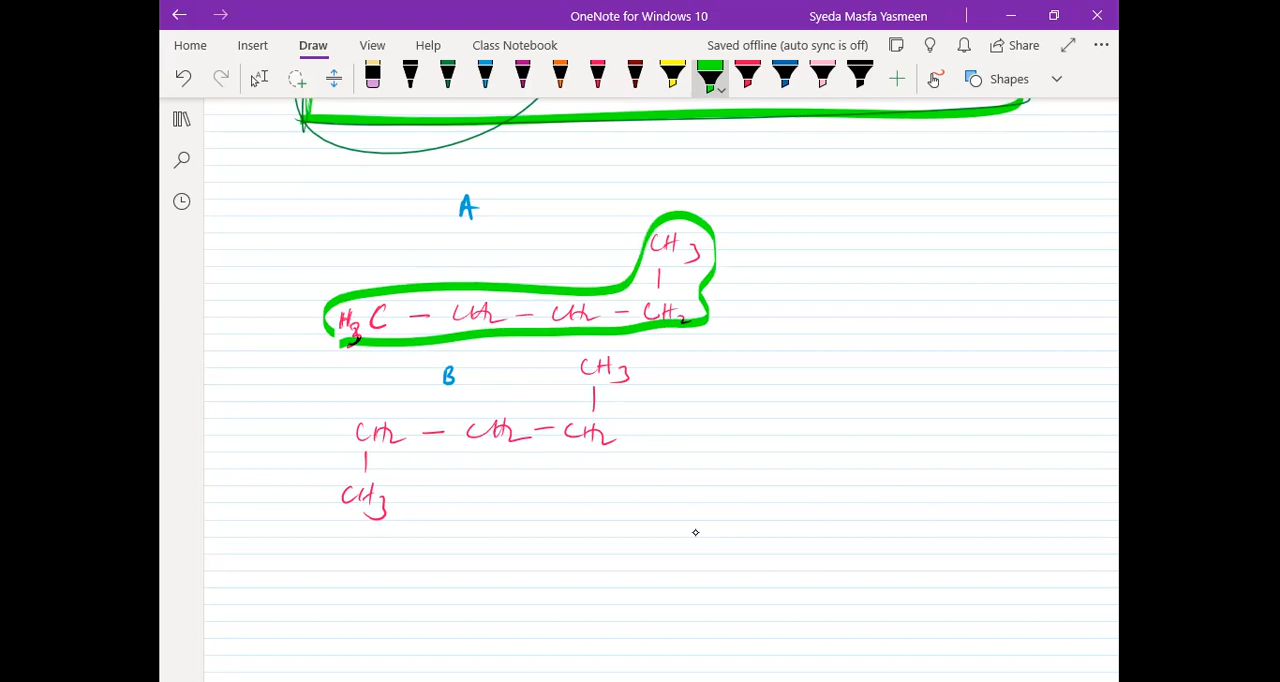 OneNote for Windows 10 Syeda Masfa Yasmeen
Home Insert Draw View Help Class Notebook Saved offline (auto sync is off) Share
Shapes
A
CH3
H3C - CH2 - CH2 - CH2
B
CH3
CH2 - CH2 - CH2
CH3